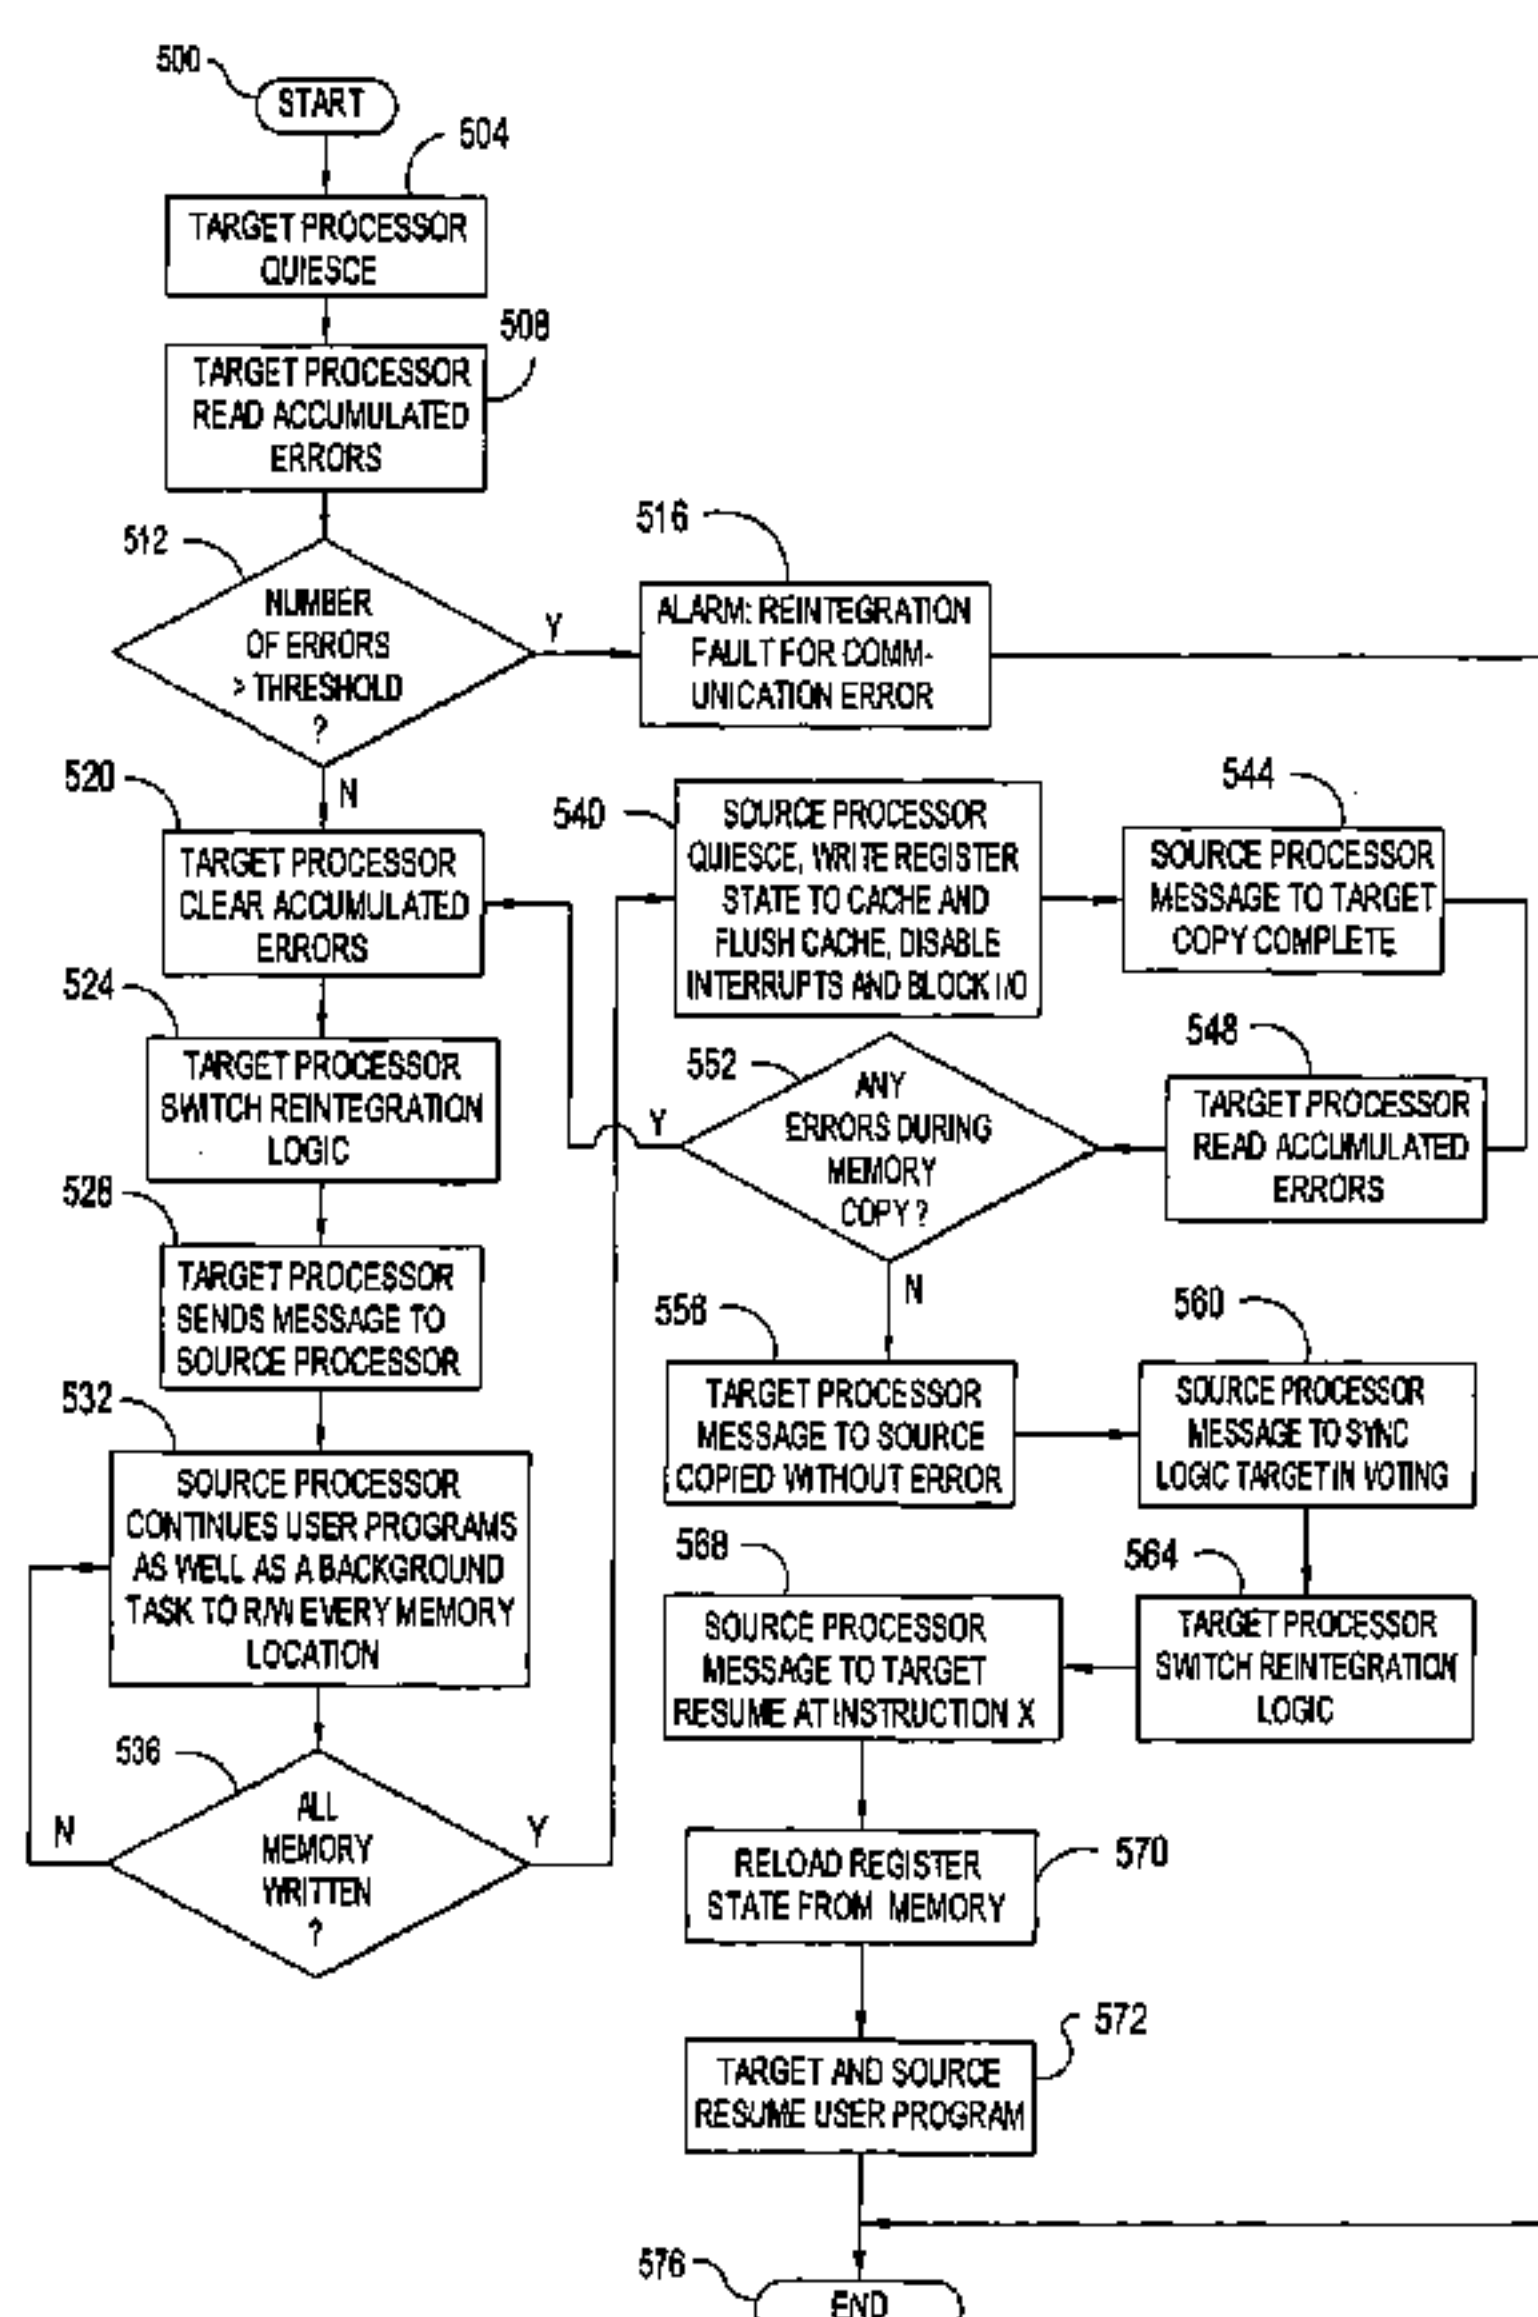 500
START
504
TARGET PROCESSOR
QUIESCE
508
TARGET PROCESSOR
READ ACCUMULATED
ERRORS
512
NUMBER
OF ERRORS
> THRESHOLD
?
Y
N
516
ALARM: REINTEGRATION
FAULT FOR COMM-
UNICATION ERROR
520
TARGET PROCESSOR
CLEAR ACCUMULATED
ERRORS
524
TARGET PROCESSOR
SWITCH REINTEGRATION
LOGIC
528
TARGET PROCESSOR
SENDS MESSAGE TO
SOURCE PROCESSOR
532
SOURCE PROCESSOR
CONTINUES USER PROGRAMS
AS WELL AS A BACKGROUND
TASK TO R/W EVERY MEMORY
LOCATION
536
ALL
MEMORY
WRITTEN
?
N
Y
540
SOURCE PROCESSOR
QUIESCE, WRITE REGISTER
STATE TO CACHE AND
FLUSH CACHE, DISABLE
INTERRUPTS AND BLOCK I/O
544
SOURCE PROCESSOR
MESSAGE TO TARGET
COPY COMPLETE
548
TARGET PROCESSOR
READ ACCUMULATED
ERRORS
552
ANY
ERRORS DURING
MEMORY
COPY ?
Y
N
556
TARGET PROCESSOR
MESSAGE TO SOURCE
COPIED WITHOUT ERROR
560
SOURCE PROCESSOR
MESSAGE TO SYNC
LOGIC TARGET IN VOTING
564
TARGET PROCESSOR
SWITCH REINTEGRATION
LOGIC
568
SOURCE PROCESSOR
MESSAGE TO TARGET
RESUME AT INSTRUCTION X
570
RELOAD REGISTER
STATE FROM MEMORY
572
TARGET AND SOURCE
RESUME USER PROGRAM
576
END